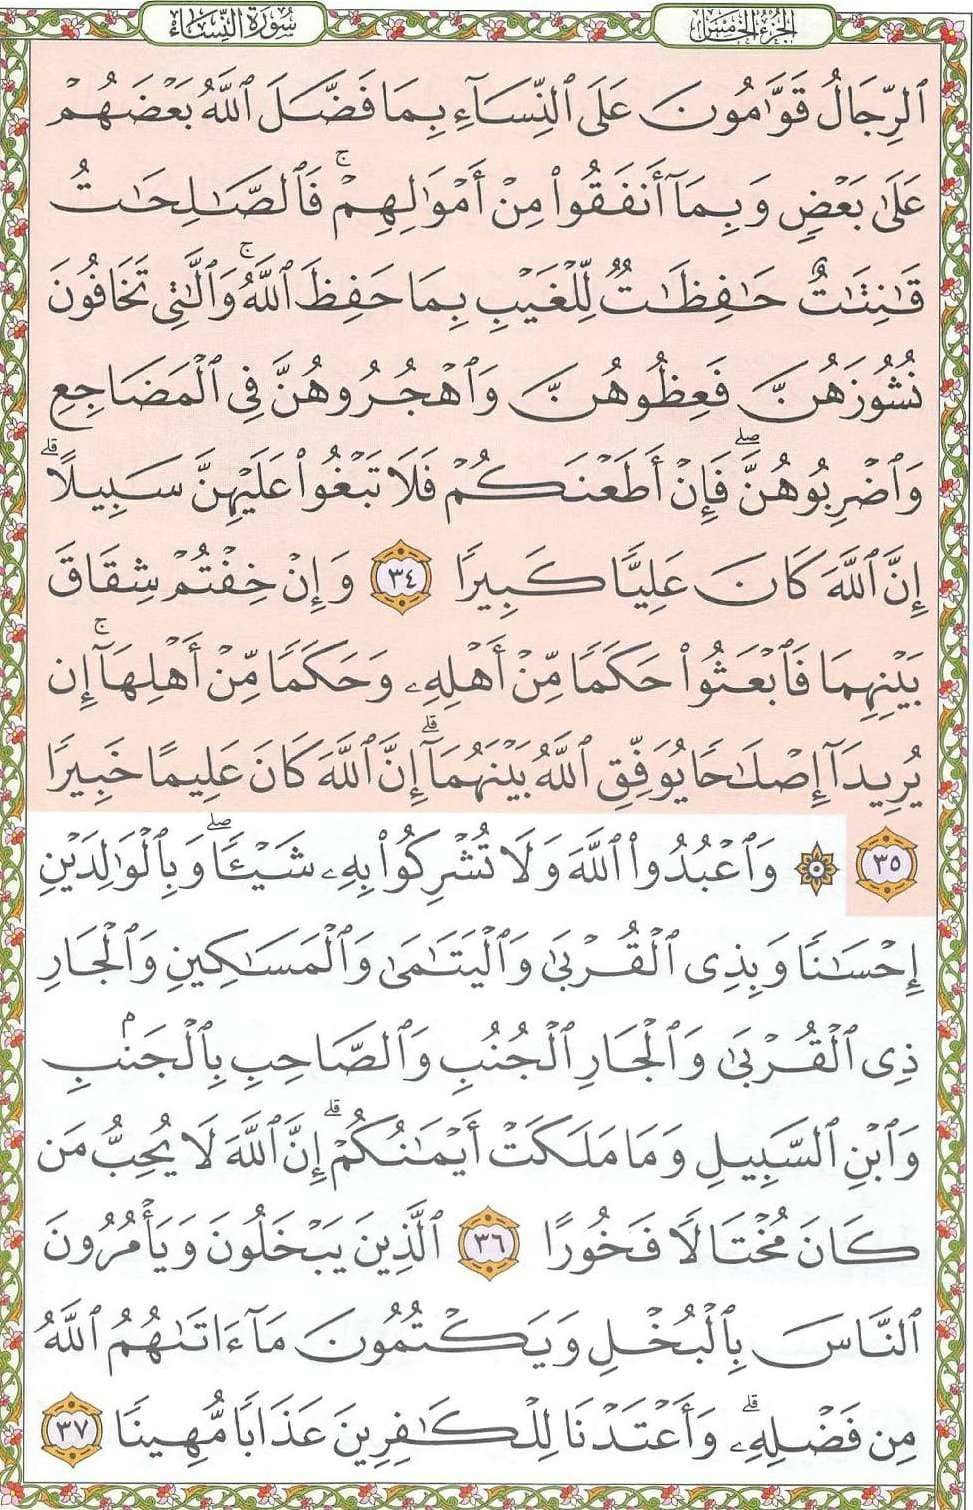 سُورَةُ النِّسَاءِ
الجُزْءُ الخَامِسُ
ٱلرِّجَالُ قَوَّٰمُونَ عَلَى ٱلنِّسَآءِ بِمَا فَضَّلَ ٱللَّهُ بَعْضَهُمْ
عَلَىٰ بَعْضٍ وَبِمَآ أَنفَقُوا۟ مِنْ أَمْوَٰلِهِمْ ۚ فَٱلصَّـٰلِحَـٰتُ
قَـٰنِتَـٰتٌ حَـٰفِظَـٰتٌ لِّلْغَيْبِ بِمَا حَفِظَ ٱللَّهُ ۚ وَٱلَّـٰتِى تَخَافُونَ
نُشُوزَهُنَّ فَعِظُوهُنَّ وَٱهْجُرُوهُنَّ فِى ٱلْمَضَاجِعِ
وَٱضْرِبُوهُنَّ ۖ فَإِنْ أَطَعْنَكُمْ فَلَا تَبْغُوا۟ عَلَيْهِنَّ سَبِيلًا ۗ
إِنَّ ٱللَّهَ كَانَ عَلِيًّا كَبِيرًا ٣٤ وَإِنْ خِفْتُمْ شِقَاقَ
بَيْنِهِمَا فَٱبْعَثُوا۟ حَكَمًا مِّنْ أَهْلِهِۦ وَحَكَمًا مِّنْ أَهْلِهَآ ۚ إِن
يُرِيدَآ إِصْلَـٰحًا يُوَفِّقِ ٱللَّهُ بَيْنَهُمَآ ۗ إِنَّ ٱللَّهَ كَانَ عَلِيمًا خَبِيرًا
٣٥ ۞ وَٱعْبُدُوا۟ ٱللَّهَ وَلَا تُشْرِكُوا۟ بِهِۦ شَيْـًٔا ۖ وَبِٱلْوَٰلِدَيْنِ
إِحْسَـٰنًا وَبِذِى ٱلْقُرْبَىٰ وَٱلْيَتَـٰمَىٰ وَٱلْمَسَـٰكِينِ وَٱلْجَارِ
ذِى ٱلْقُرْبَىٰ وَٱلْجَارِ ٱلْجُنُبِ وَٱلصَّاحِبِ بِٱلْجَنۢبِ
وَٱبْنِ ٱلسَّبِيلِ وَمَا مَلَكَتْ أَيْمَـٰنُكُمْ ۗ إِنَّ ٱللَّهَ لَا يُحِبُّ مَن
كَانَ مُخْتَالًا فَخُورًا ٣٦ ٱلَّذِينَ يَبْخَلُونَ وَيَأْمُرُونَ
ٱلنَّاسَ بِٱلْبُخْلِ وَيَكْتُمُونَ مَآ ءَاتَىٰهُمُ ٱللَّهُ
مِن فَضْلِهِۦ ۗ وَأَعْتَدْنَا لِلْكَـٰفِرِينَ عَذَابًا مُّهِينًا ٣٧